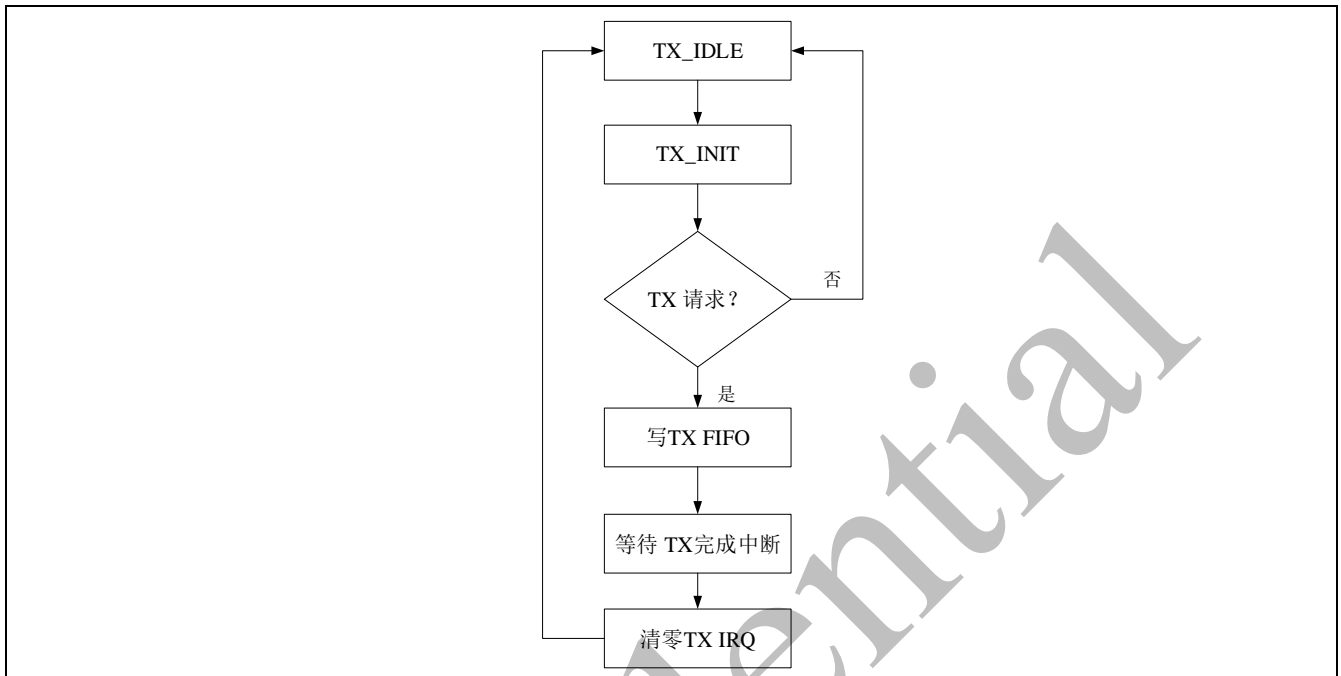 TX_IDLE
TX_INIT
TX 请求？
否
是
写TX FIFO
等待 TX完成中断
清零TX IRQ
dential